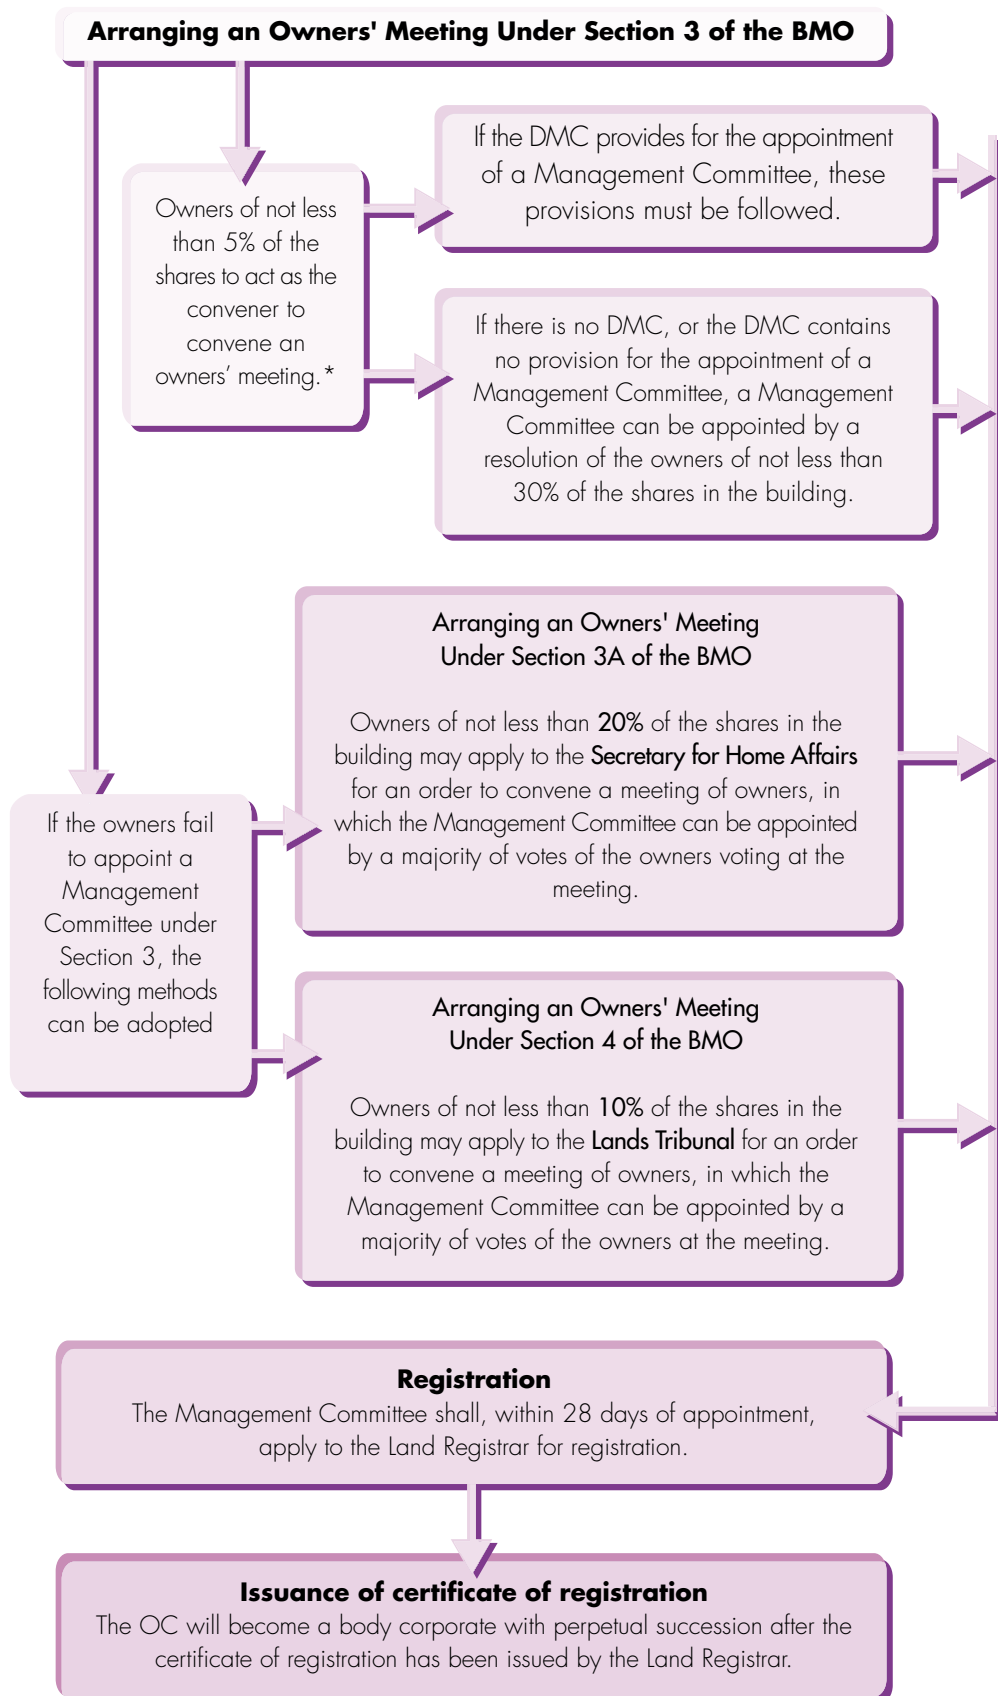 Arranging an Owners' Meeting Under Section 3 of the BMO
Owners of not less
than 5% of the
shares to act as the
convener to
convene an
owners’ meeting.*
If the DMC provides for the appointment
of a Management Committee, these
provisions must be followed.
If there is no DMC, or the DMC contains
no provision for the appointment of a
Management Committee, a Management
Committee can be appointed by a
resolution of the owners of not less than
30% of the shares in the building.
If the owners fail
to appoint a
Management
Committee under
Section 3, the
following methods
can be adopted
Arranging an Owners' Meeting
Under Section 3A of the BMO
Owners of not less than 20% of the shares in the
building may apply to the Secretary for Home Affairs
for an order to convene a meeting of owners, in
which the Management Committee can be appointed
by a majority of votes of the owners voting at the
meeting.
Arranging an Owners' Meeting
Under Section 4 of the BMO
Owners of not less than 10% of the shares in the
building may apply to the Lands Tribunal for an order
to convene a meeting of owners, in which the
Management Committee can be appointed by a
majority of votes of the owners at the meeting.
Registration
The Management Committee shall, within 28 days of appointment,
apply to the Land Registrar for registration.
Issuance of certificate of registration
The OC will become a body corporate with perpetual succession after the
certificate of registration has been issued by the Land Registrar.